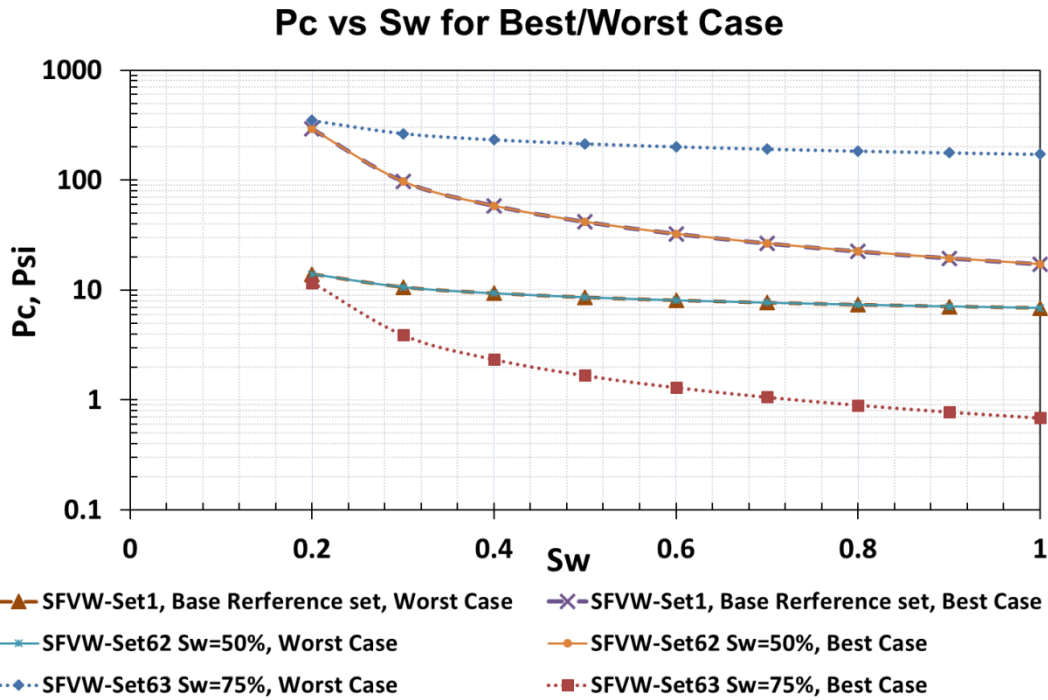 Pc vs Sw for Best/Worst Case
1000
100
10
1
0.1
Pc, Psi
0
0.2
0.4
0.6
0.8
1
Sw
SFVW-Set1, Base Rerference set, Worst Case
SFVW-Set1, Base Rerference set, Best Case
SFVW-Set62 Sw=50%, Worst Case
SFVW-Set62 Sw=50%, Best Case
SFVW-Set63 Sw=75%, Worst Case
SFVW-Set63 Sw=75%, Best Case